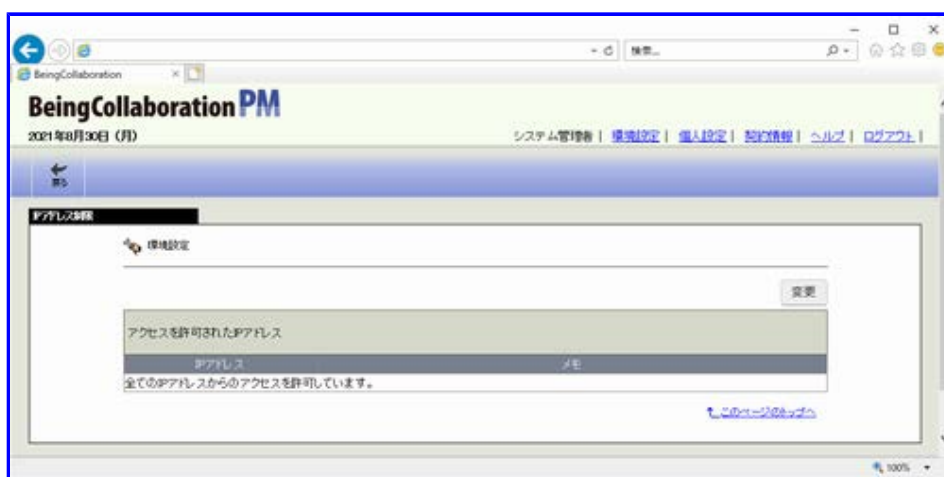 検索...
BeingCollaboration
BeingCollaboration PM
2021年8月30日（月）
システム管理者 | 環境設定 | 個人設定 | 契約情報 | ヘルプ | ログアウト |
戻る
IPアドレス制限
環境設定
変更
アクセスを許可されたIPアドレス
IPアドレス メモ
全てのIPアドレスからのアクセスを許可しています。
このページのトップへ
100%